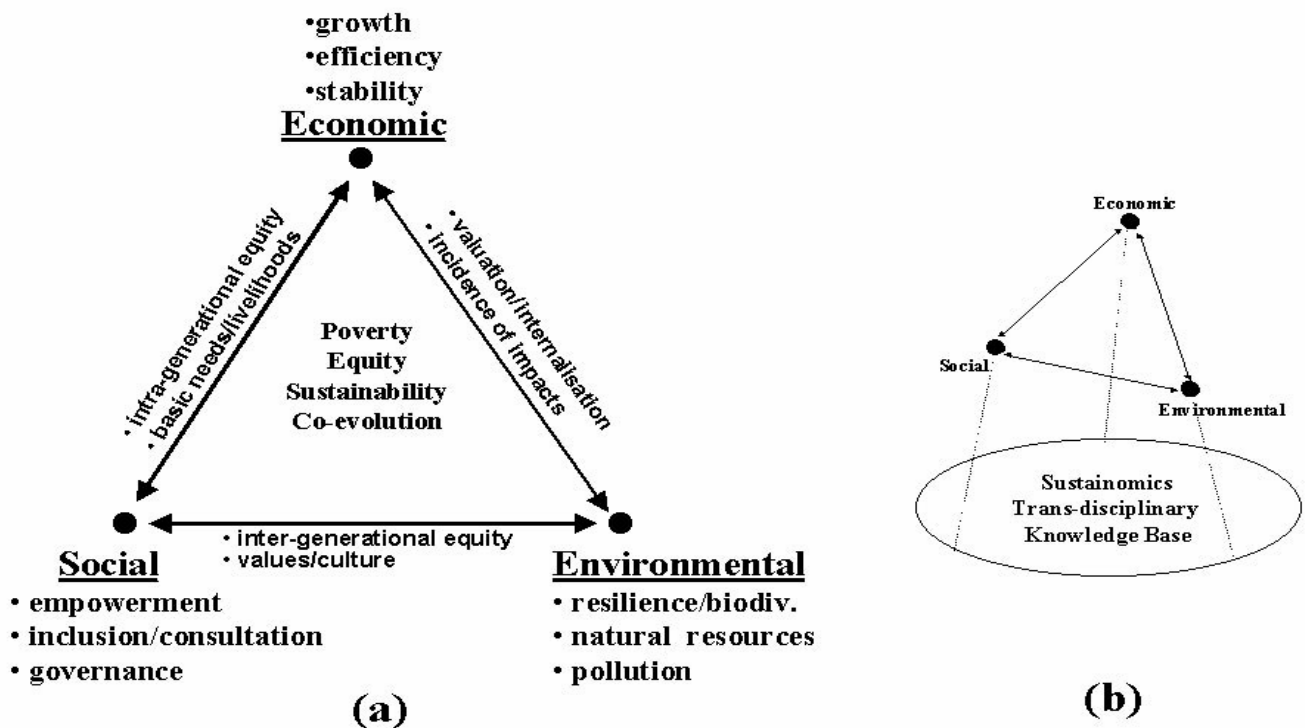 •growth
•efficiency
•stability
Economic
• intra-generational equity
• basic needs/livelihoods
• valuation/internalisation
• incidence of impacts
Poverty
Equity
Sustainability
Co-evolution
• inter-generational equity
• values/culture
Social
• empowerment
• inclusion/consultation
• governance
Environmental
• resilience/biodiv.
• natural resources
• pollution
(a)
Economic
Social
Environmental
Sustainomics
Trans-disciplinary
Knowledge Base
(b)